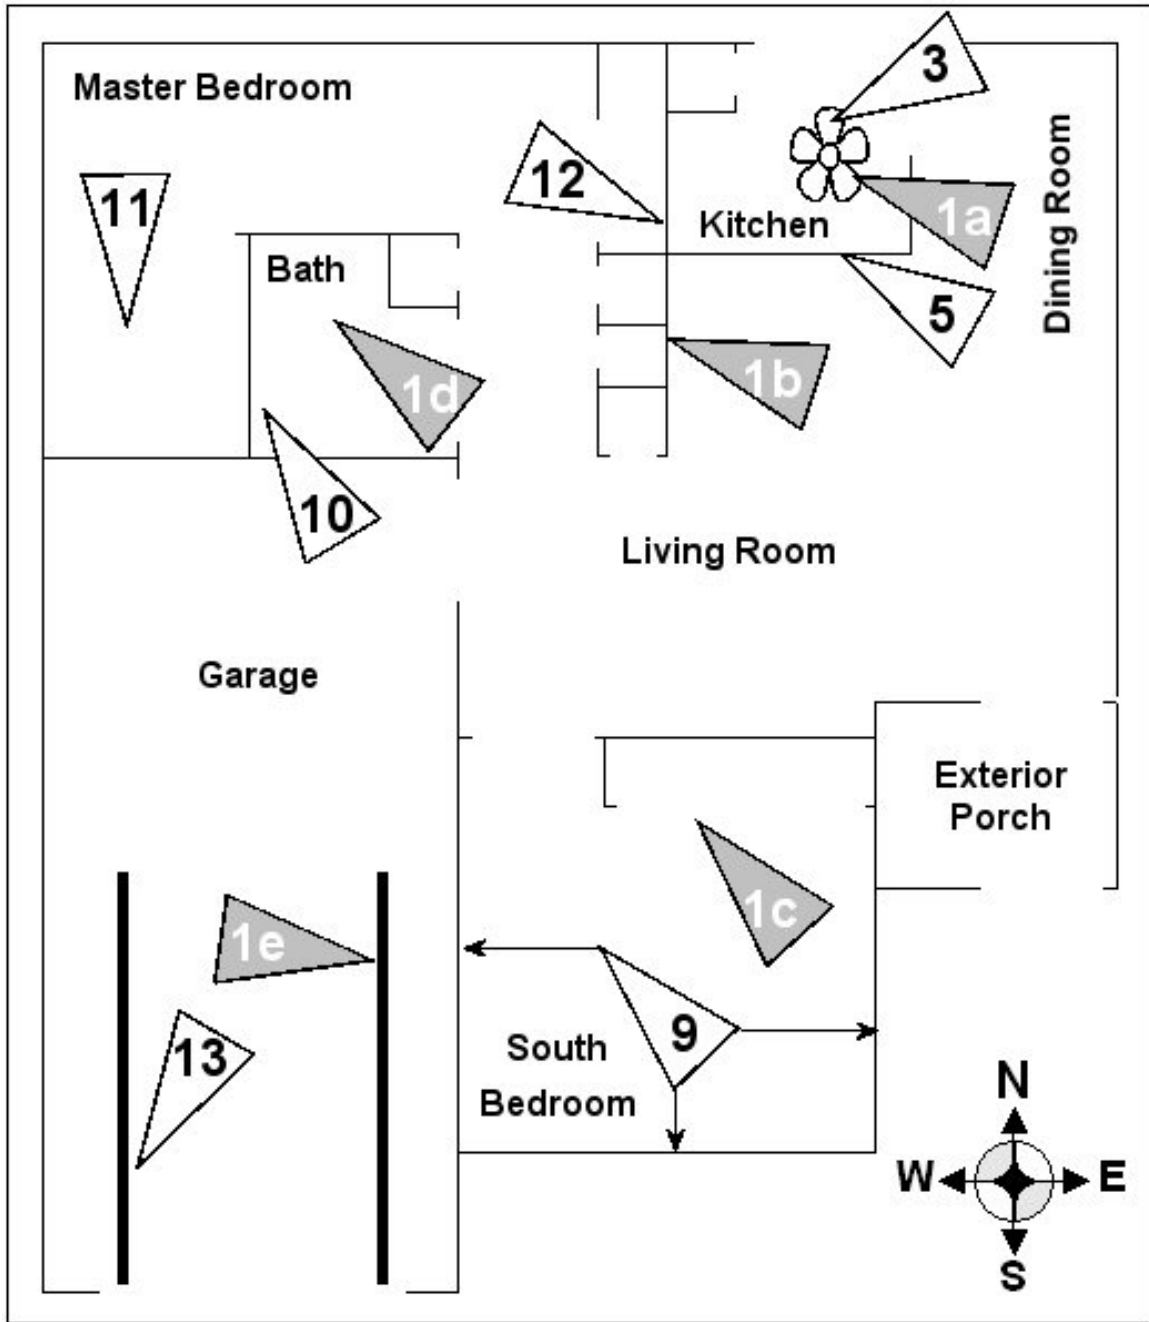 3
Master Bedroom
12
11
1a
Kitchen
Dining Room
Bath
5
1b
1d
10
Living Room
Garage
Exterior
Porch
1c
1e
9
13
South
Bedroom
N
W
E
S